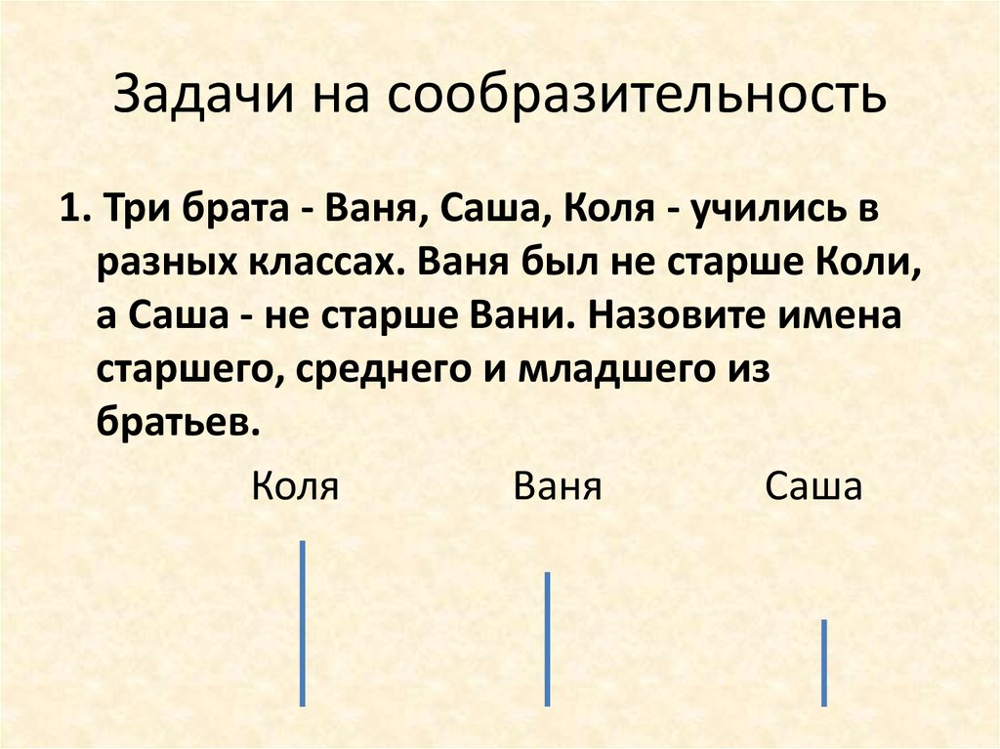 Задачи на сообразительность
1. Три брата - Ваня, Саша, Коля - учились в
разных классах. Ваня был не старше Коли,
а Саша - не старше Вани. Назовите имена
старшего, среднего и младшего из
братьев.
Коля Ваня Саша